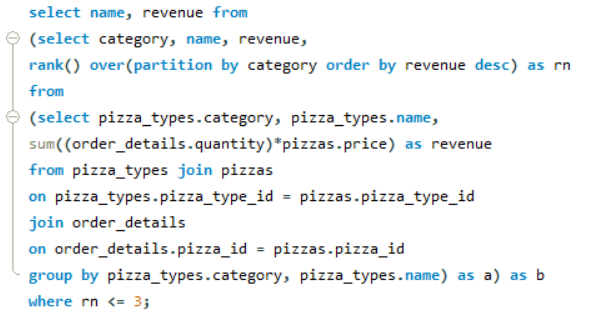 select name, revenue from
(select category, name, revenue,
rank() over(partition by category order by revenue desc) as rn
from
(select pizza_types.category, pizza_types.name,
sum((order_details.quantity)*pizzas.price) as revenue
from pizza_types join pizzas
on pizza_types.pizza_type_id = pizzas.pizza_type_id
join order_details
on order_details.pizza_id = pizzas.pizza_id
group by pizza_types.category, pizza_types.name) as a) as b
where rn <= 3;